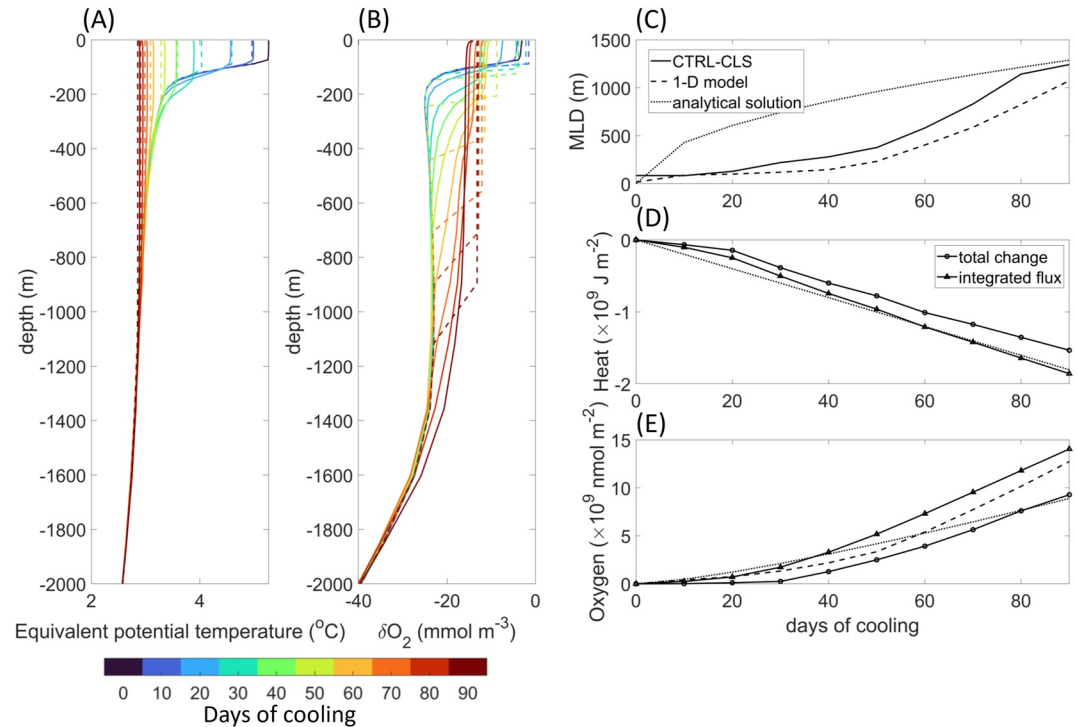 (A)
0
-200
-400
-600
-800
-1000
-1200
-1400
-1600
-1800
-2000
depth (m)
2
4
Equivalent potential temperature (°C)
(B)
0
-200
-400
-600
-800
-1000
-1200
-1400
-1600
-1800
-2000
depth (m)
-40
-20
0
δO₂ (mmol m⁻³)
0 10 20 30 40 50 60 70 80 90
Days of cooling
(C)
1500
1000
500
0
MLD (m)
CTRL-CLS
1-D model
analytical solution
0 20 40 60 80
(D)
0
-1
-2
Heat (×10⁹ J m⁻²)
total change
integrated flux
0 20 40 60 80
(E)
15
10
5
0
Oxygen (×10⁹ nmol m⁻²)
0 20 40 60 80
days of cooling